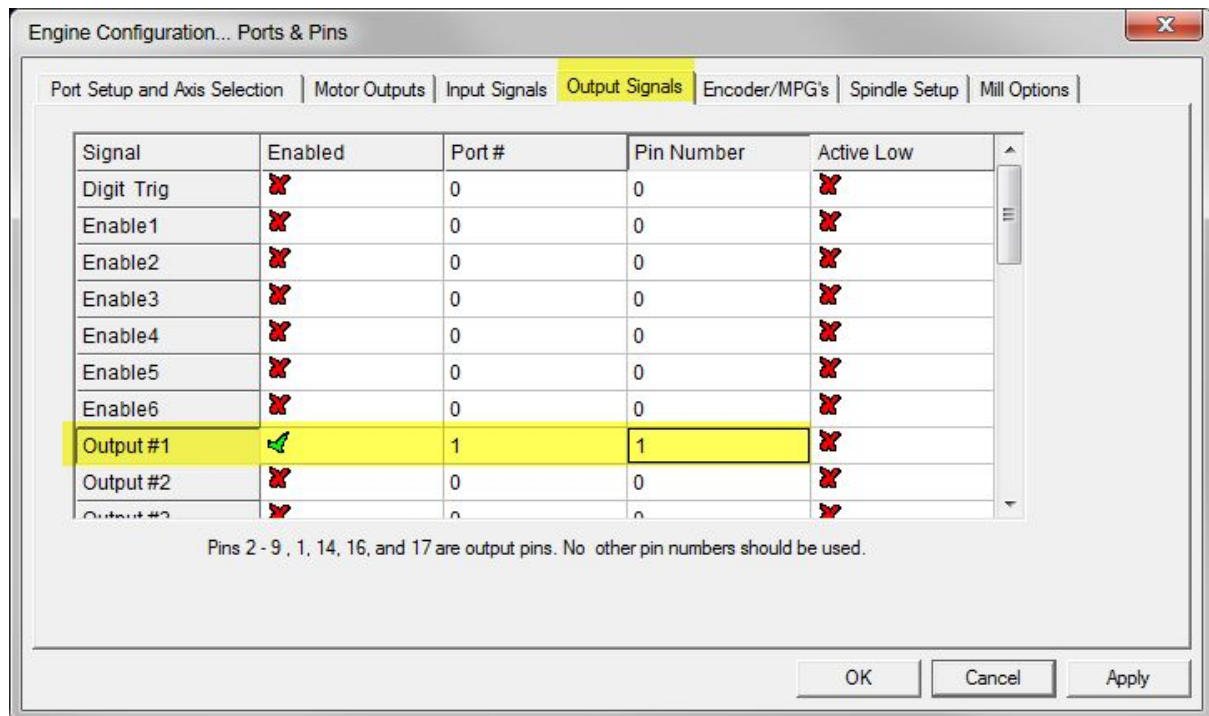 Engine Configuration... Ports & Pins
Port Setup and Axis Selection Motor Outputs Input Signals Output Signals Encoder/MPG's Spindle Setup Mill Options
Signal Enabled Port # Pin Number Active Low
Digit Trig 0 0
Enable1 0 0
Enable2 0 0
Enable3 0 0
Enable4 0 0
Enable5 0 0
Enable6 0 0
Output #1 1 1
Output #2 0 0
Output #3 0 0
Pins 2 - 9 , 1, 14, 16, and 17 are output pins. No other pin numbers should be used.
OK Cancel Apply